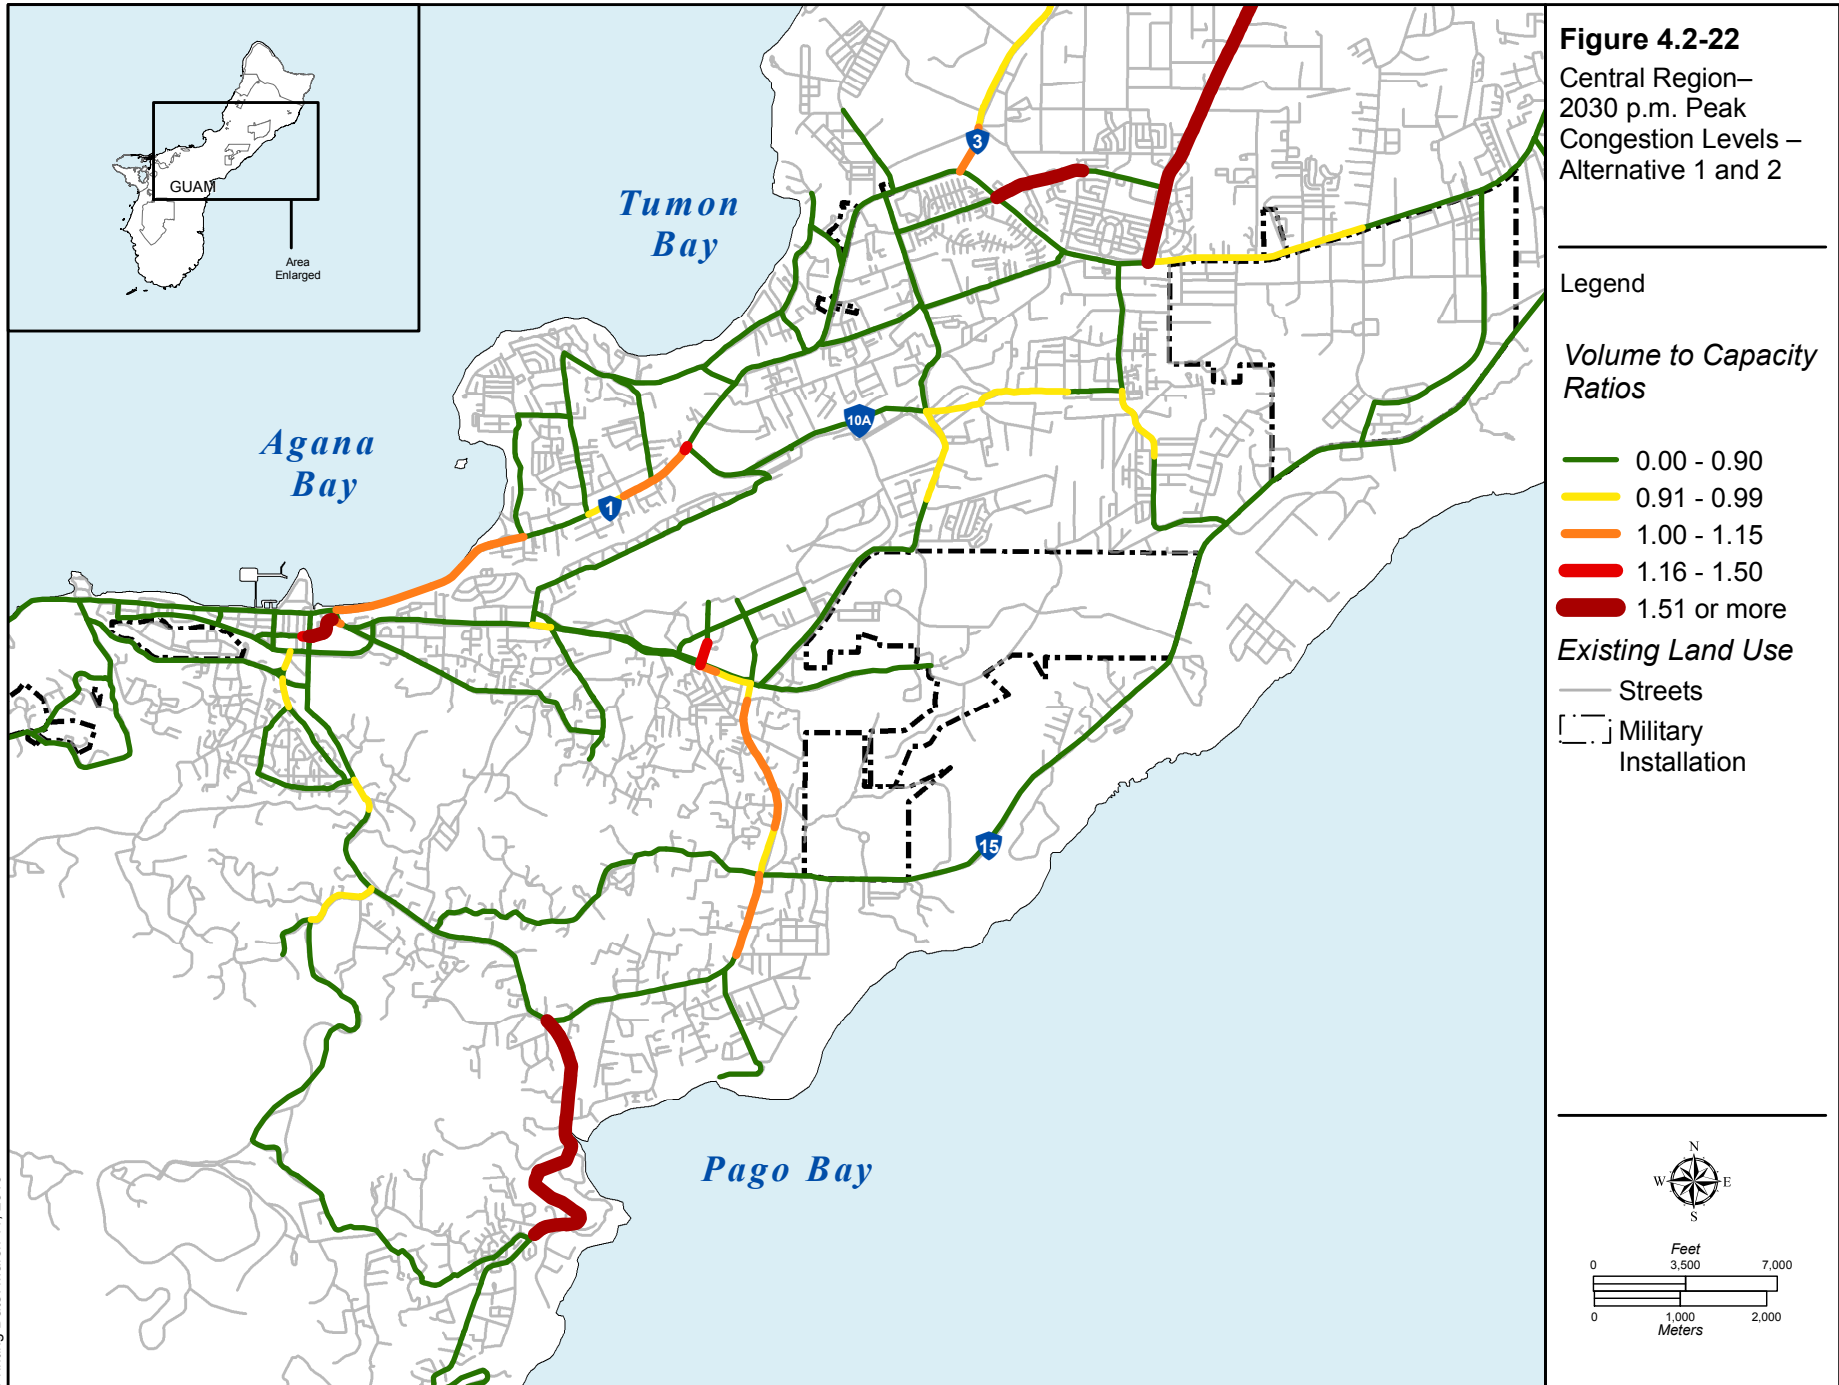 Figure 4.2-22
Central Region–
2030 p.m. Peak
Congestion Levels –
Alternative 1 and 2
Legend
Volume to Capacity
Ratios
0.00 - 0.90
0.91 - 0.99
1.00 - 1.15
1.16 - 1.50
1.51 or more
Existing Land Use
Streets
Military
Installation
N
W
E
S
Feet
0
3,500
7,000
0
1,000
2,000
Meters
GUAM
Area
Enlarged
Tumon
Bay
Agana
Bay
Pago Bay
3
10A
1
15